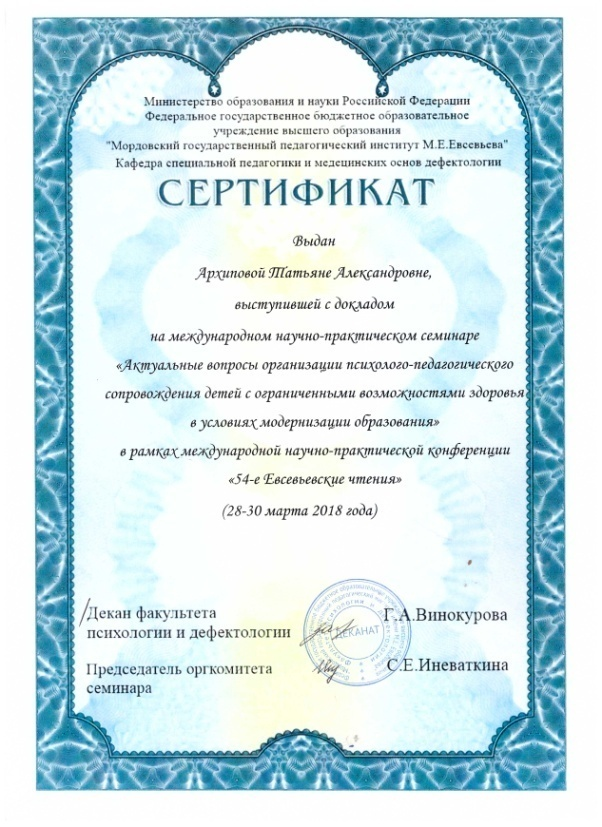 Министерство образования и науки Российской Федерации
Федеральное государственное бюджетное образовательное
учреждение высшего образования
"Мордовский государственный педагогический институт М.Е.Евсевьева"
Кафедра специальной педагогики и медецинских основ дефектологии
СЕРТИФИКАТ
Выдан
Архиповой Татьяне Александровне,
выступившей с докладом
на международном научно-практическом семинаре
«Актуальные вопросы организации психолого-педагогического
сопровождения детей с ограниченными возможностями здоровья
в условиях модернизации образования»
в рамках международной научно-практической конференции
«54-е Евсевьевские чтения»
(28-30 марта 2018 года)
Декан факультета
психологии и дефектологии
Г.А.Винокурова
ДЕКАНАТ
Председатель оргкомитета
семинара
С.Е.Иневаткина